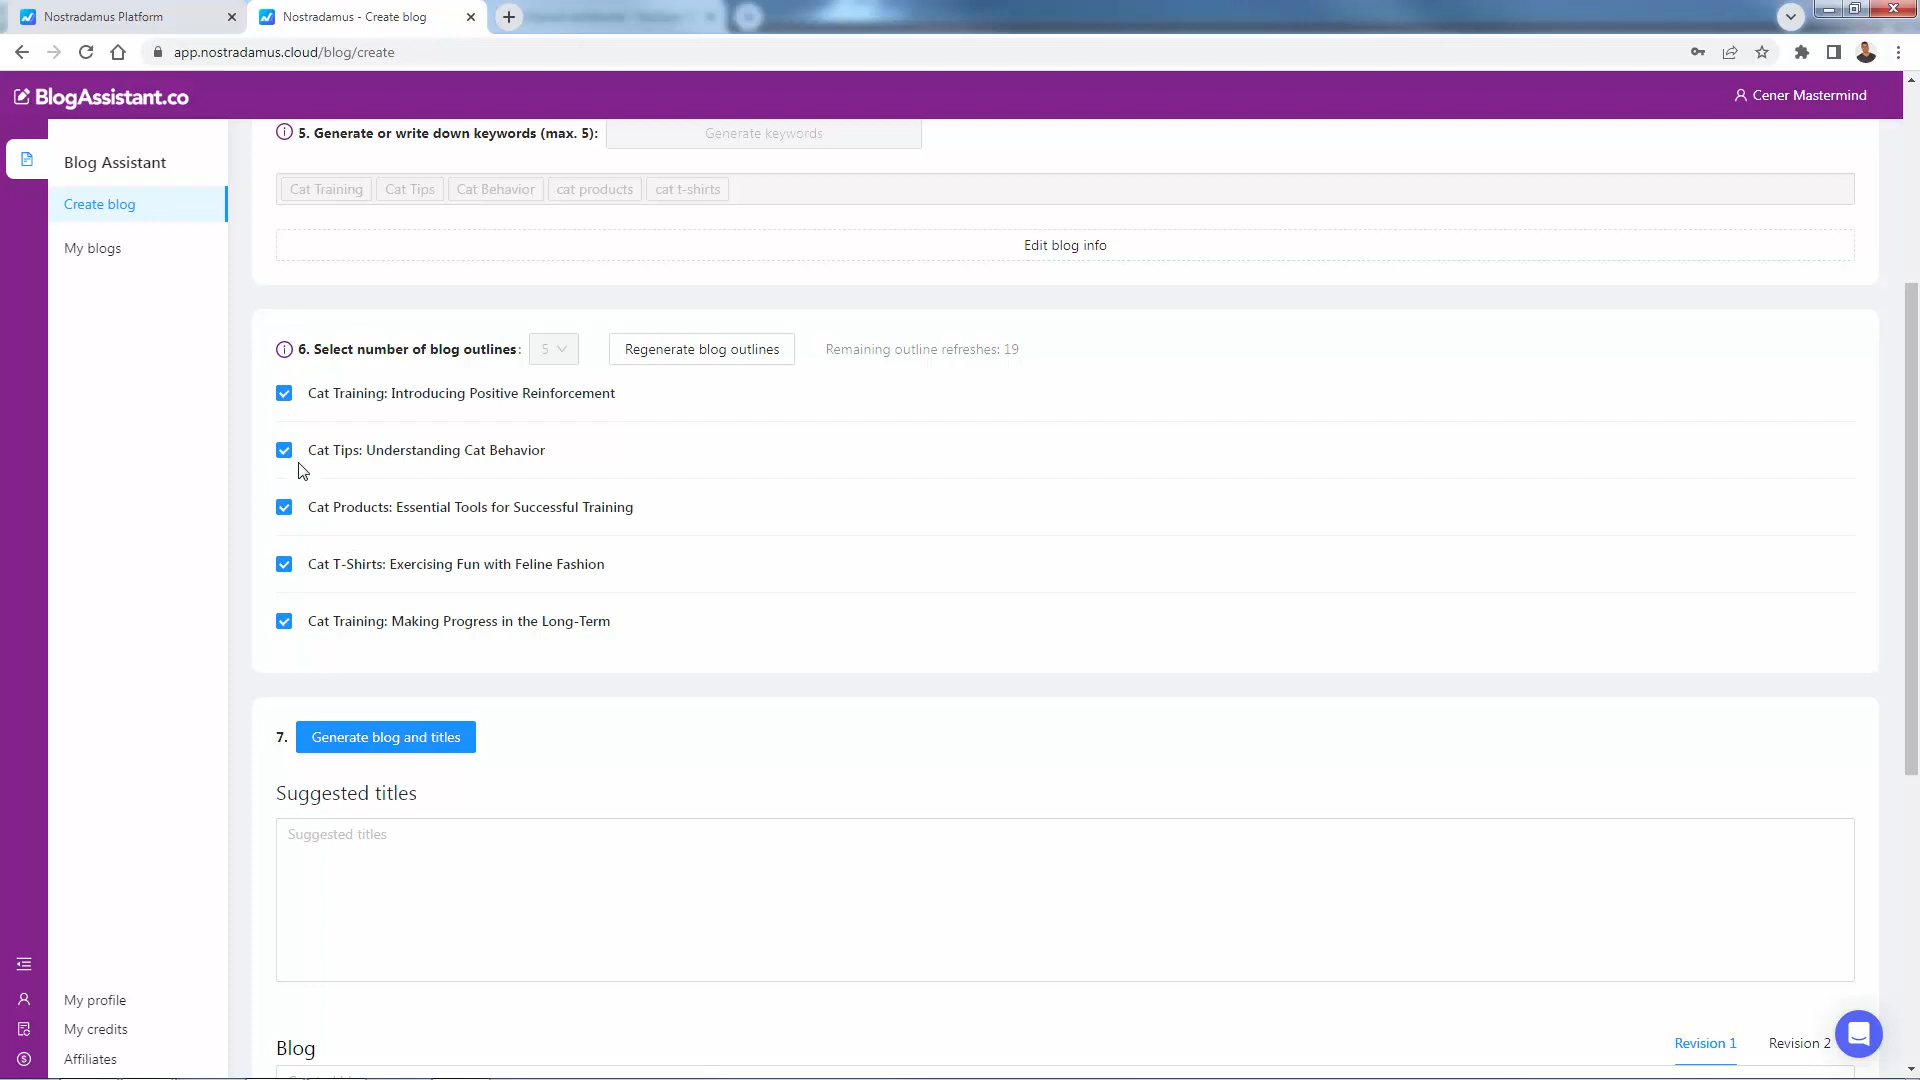 Nostradamus Platform
Nostradamus - Create blog
app.nostradamus.cloud/blog/create
BlogAssistant.co
Cener Mastermind
Blog Assistant
Create blog
My blogs
5. Generate or write down keywords (max. 5):
Generate keywords
Cat Training
Cat Tips
Cat Behavior
cat products
cat t-shirts
Edit blog info
6. Select number of blog outlines:
5
Regenerate blog outlines
Remaining outline refreshes: 19
Cat Training: Introducing Positive Reinforcement
Cat Tips: Understanding Cat Behavior
Cat Products: Essential Tools for Successful Training
Cat T-Shirts: Exercising Fun with Feline Fashion
Cat Training: Making Progress in the Long-Term
7.
Generate blog and titles
Suggested titles
Suggested titles
Blog
Revision 1
Revision 2
My profile
My credits
Affiliates